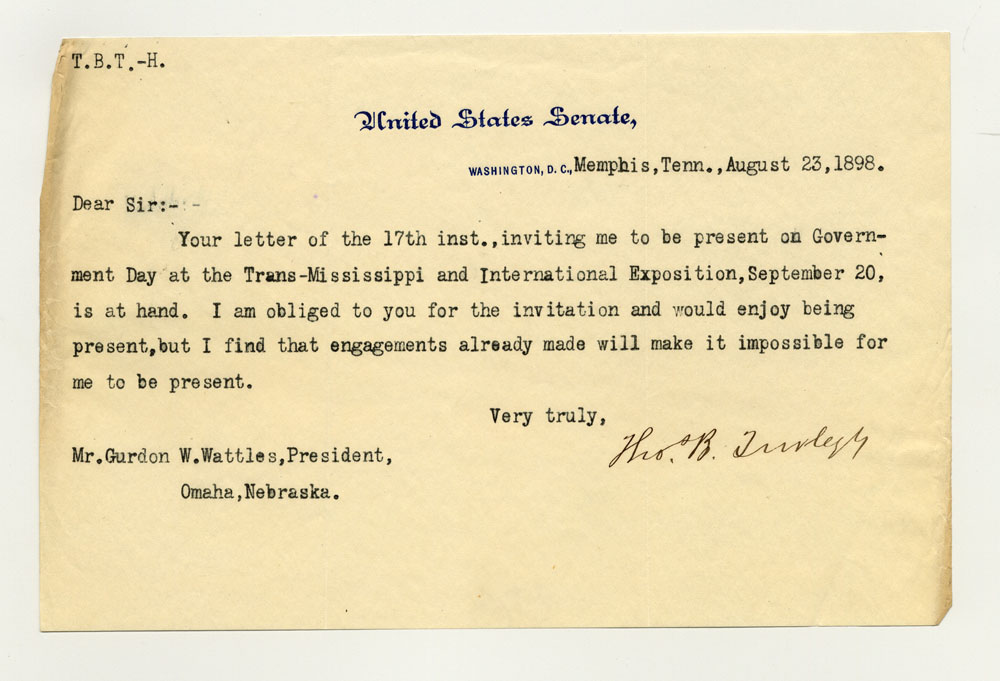 T.B.T.-H.
United States Senate,
WASHINGTON, D. C., Memphis,Tenn.,August 23,1898.
Dear Sir:-
Your letter of the 17th inst.,inviting me to be present on Govern-
ment Day at the Trans-Mississippi and International Exposition,September 20,
is at hand. I am obliged to you for the invitation and would enjoy being
present,but I find that engagements already made will make it impossible for
me to be present.
Very truly,
Tho.s B. Turley
Mr.Gurdon W.Wattles,President,
Omaha,Nebraska.